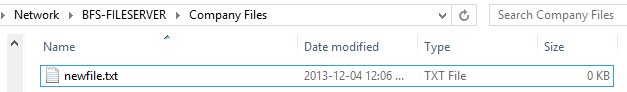 Network BFS-FILESERVER Company Files Search Company Files
Name Date modified Type Size
newfile.txt 2013-12-04 12:06 ... TXT File 0 KB